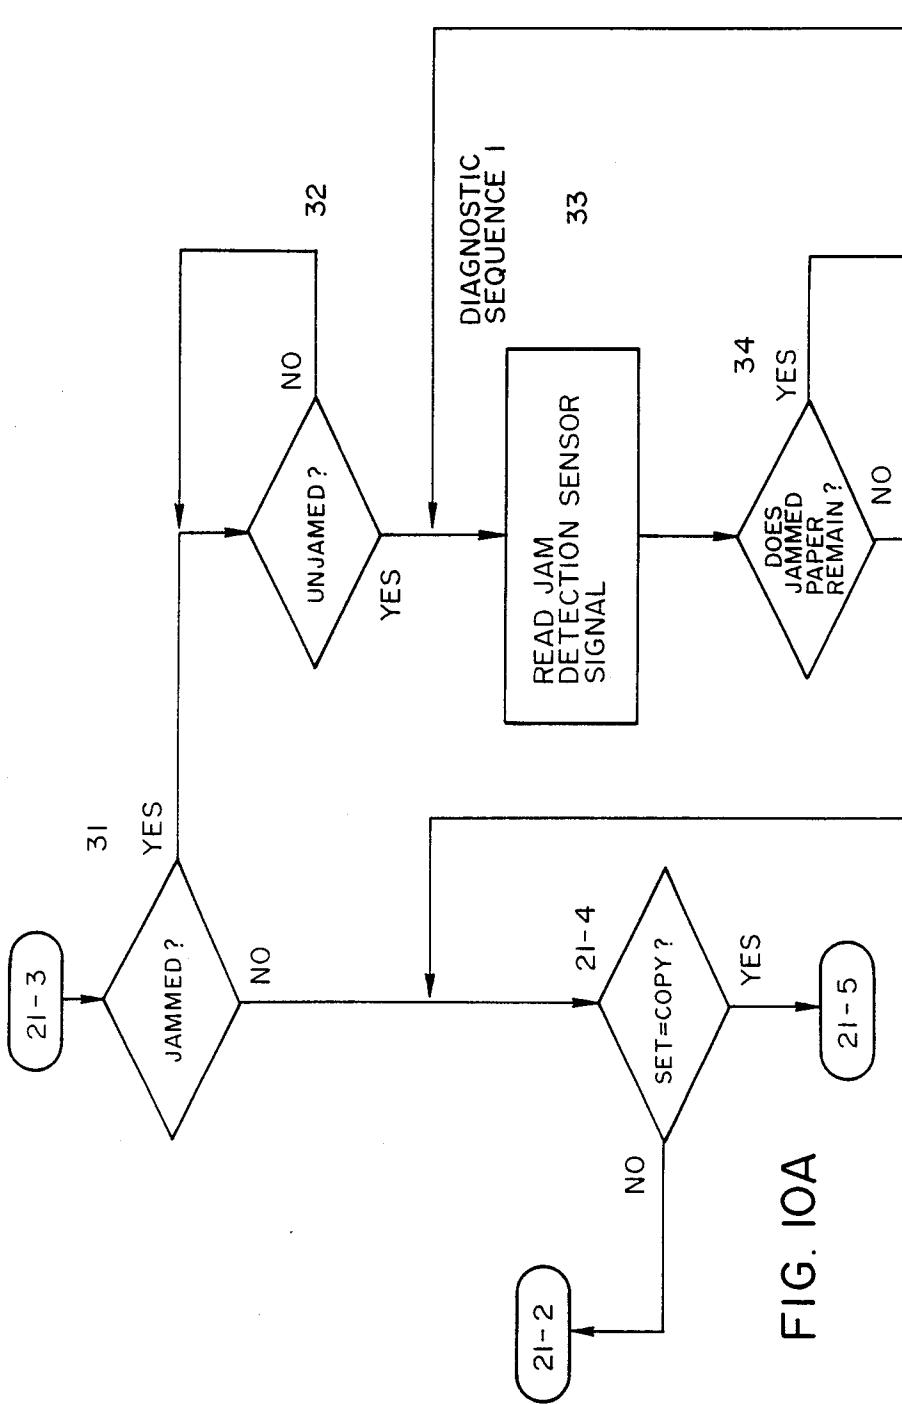 21-3
JAMMED?
31
YES
NO
UNJAMED?
32
NO
YES
DIAGNOSTIC
SEQUENCE 1
33
READ JAM
DETECTION SENSOR
SIGNAL
34
DOES
JAMMED
PAPER
REMAIN?
YES
NO
21-4
SET=COPY?
NO
YES
21-2
21-5
FIG. 10A